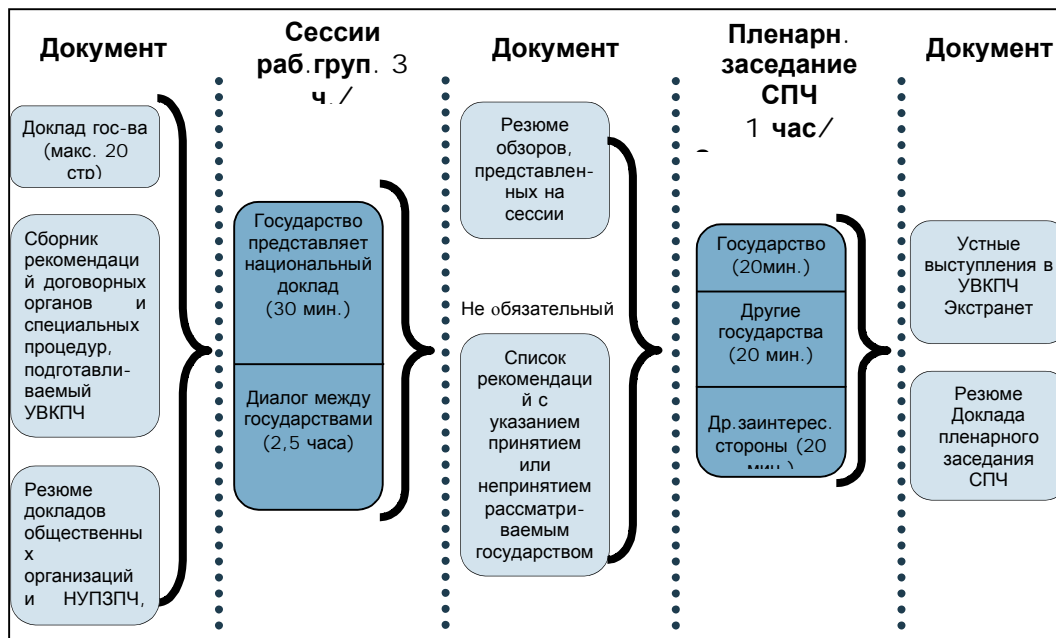 Документ
Доклад гос-ва
(макс. 20
стр)
Сборник
рекомендаци
й договорных
органов и
специальных
процедур,
подготавли-
ваемый
УВКПЧ
Резюме
докладов
общественны
х
организаций
и НУПЗПЧ,
Сессии
раб.груп. 3
ч./
Государство
представляет
национальный
доклад
(30 мин.)
Диалог между
государствами
(2,5 часа)
Документ
Резюме
обзоров,
представлен-
ных на
сессии
Не обязательный
Список
рекомендаци
й с
указанием
принятием
или
непринятием
рассматри-
ваемым
государством
Пленарн.
заседание
СПЧ
1 час/
Государство
(20мин.)
Другие
государства
(20 мин.)
Др.заинтерес.
стороны (20
мин.)
Документ
Устные
выступления в
УВКПЧ
Экстранет
Резюме
Доклада
пленарного
заседания
СПЧ